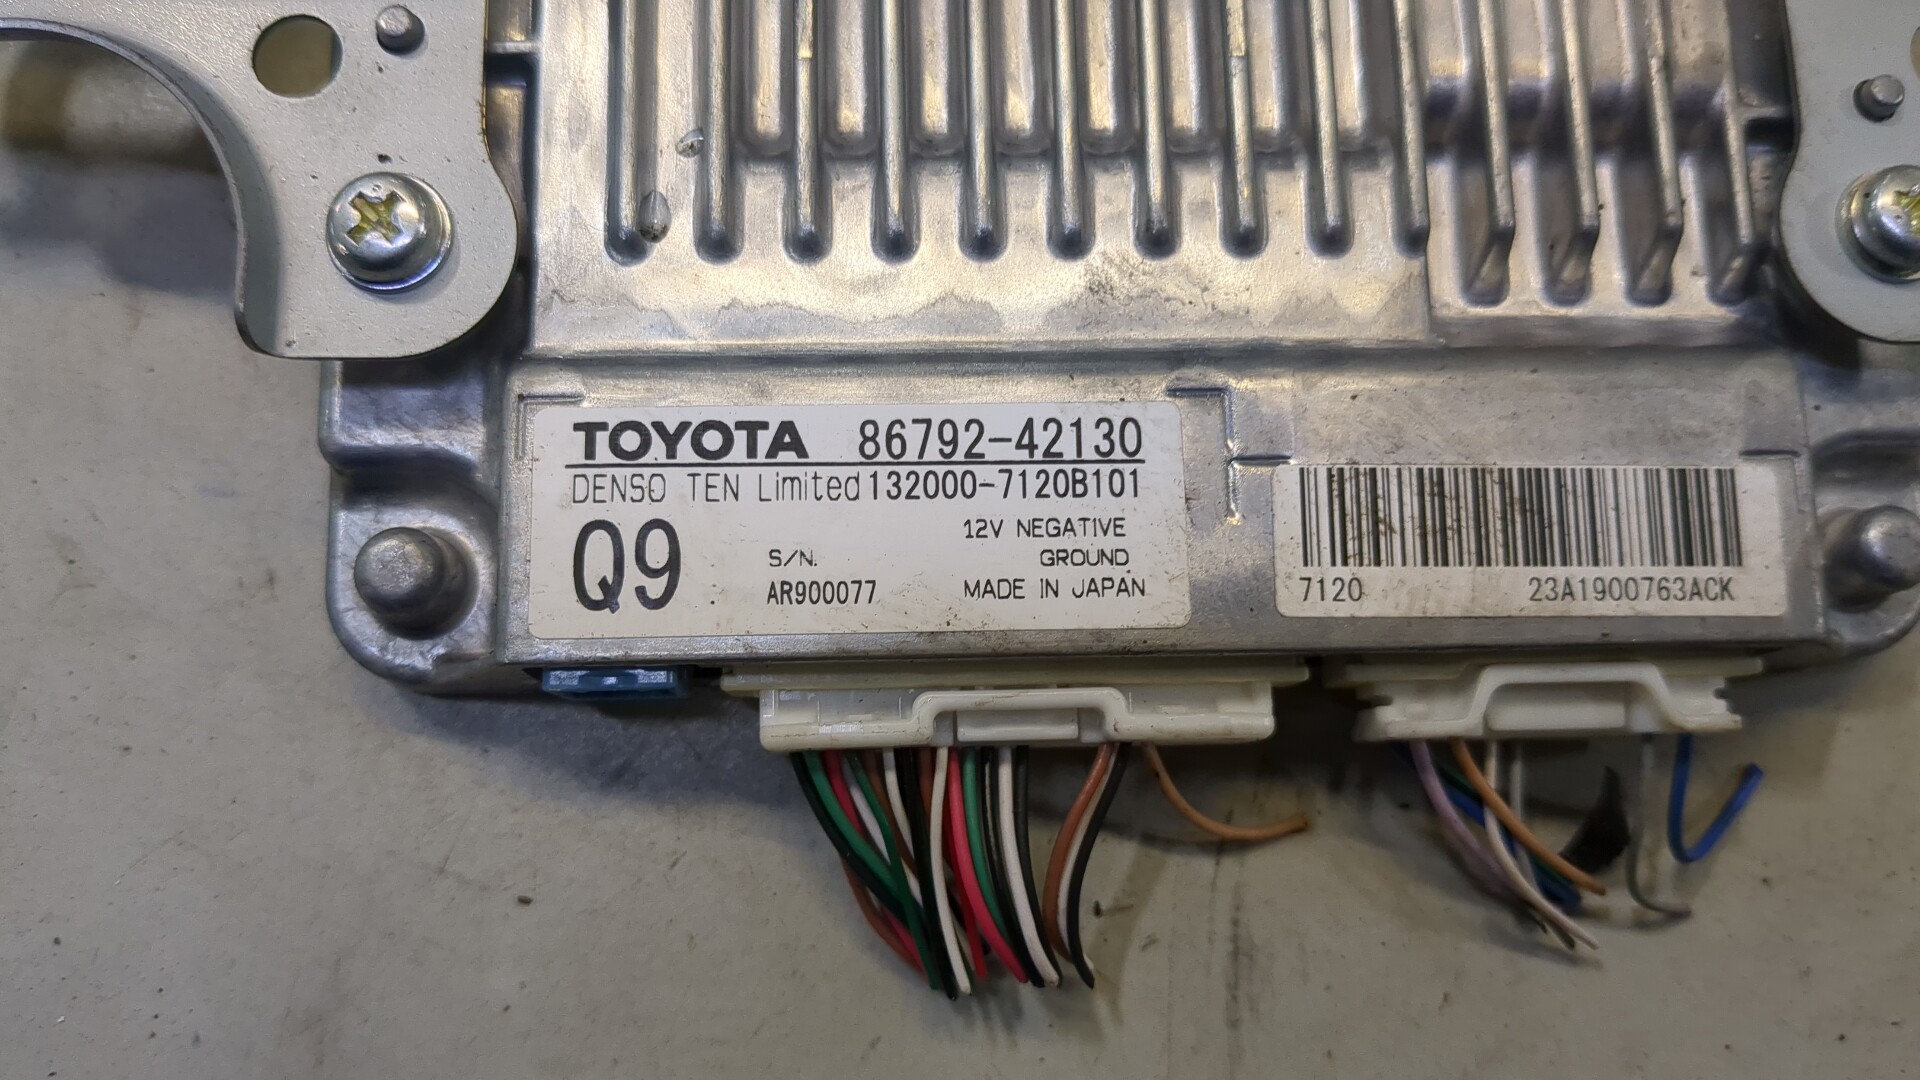 TOYOTA 86792-42130
DENSO TEN Limited 132000-7120B101
Q9
12V NEGATIVE
S/N. GROUND
AR900077 MADE IN JAPAN
7120 23A1900763ACK